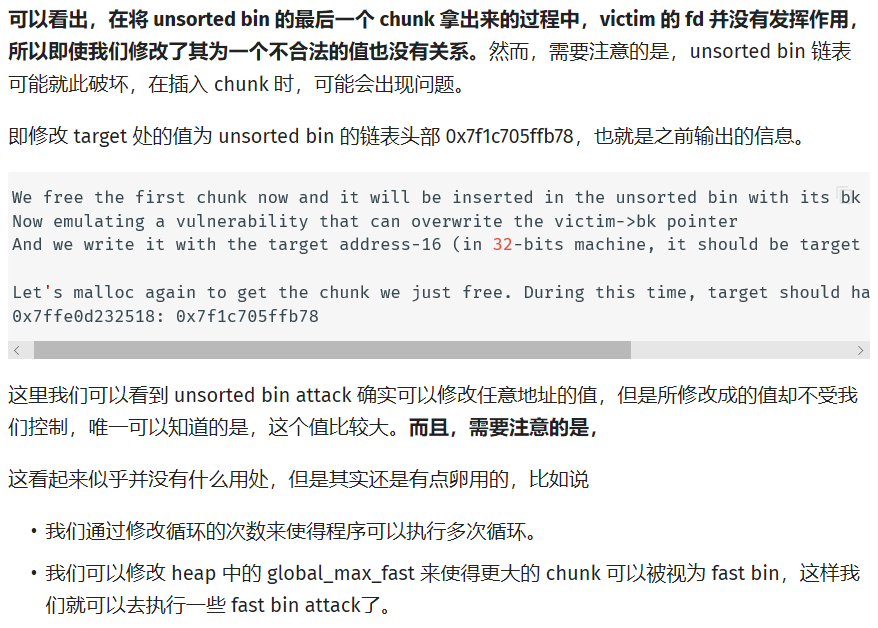 可以看出，在将 unsorted bin 的最后一个 chunk 拿出来的过程中，victim 的 fd 并没有发挥作用，
所以即使我们修改了其为一个不合法的值也没有关系。然而，需要注意的是，unsorted bin 链表
可能就此破坏，在插入 chunk 时，可能会出现问题。
即修改 target 处的值为 unsorted bin 的链表头部 0x7f1c705ffb78，也就是之前输出的信息。
We free the first chunk now and it will be inserted in the unsorted bin with its bk
Now emulating a vulnerability that can overwrite the victim->bk pointer
And we write it with the target address-16 (in 32-bits machine, it should be target
Let's malloc again to get the chunk we just free. During this time, target should ha
0x7ffe0d232518: 0x7f1c705ffb78
这里我们可以看到 unsorted bin attack 确实可以修改任意地址的值，但是所修改成的值却不受我
们控制，唯一可以知道的是，这个值比较大。而且，需要注意的是，
这看起来似乎并没有什么用处，但是其实还是有点卵用的，比如说
• 我们通过修改循环的次数来使得程序可以执行多次循环。
• 我们可以修改 heap 中的 global_max_fast 来使得更大的 chunk 可以被视为 fast bin，这样我
们就可以去执行一些 fast bin attack了。